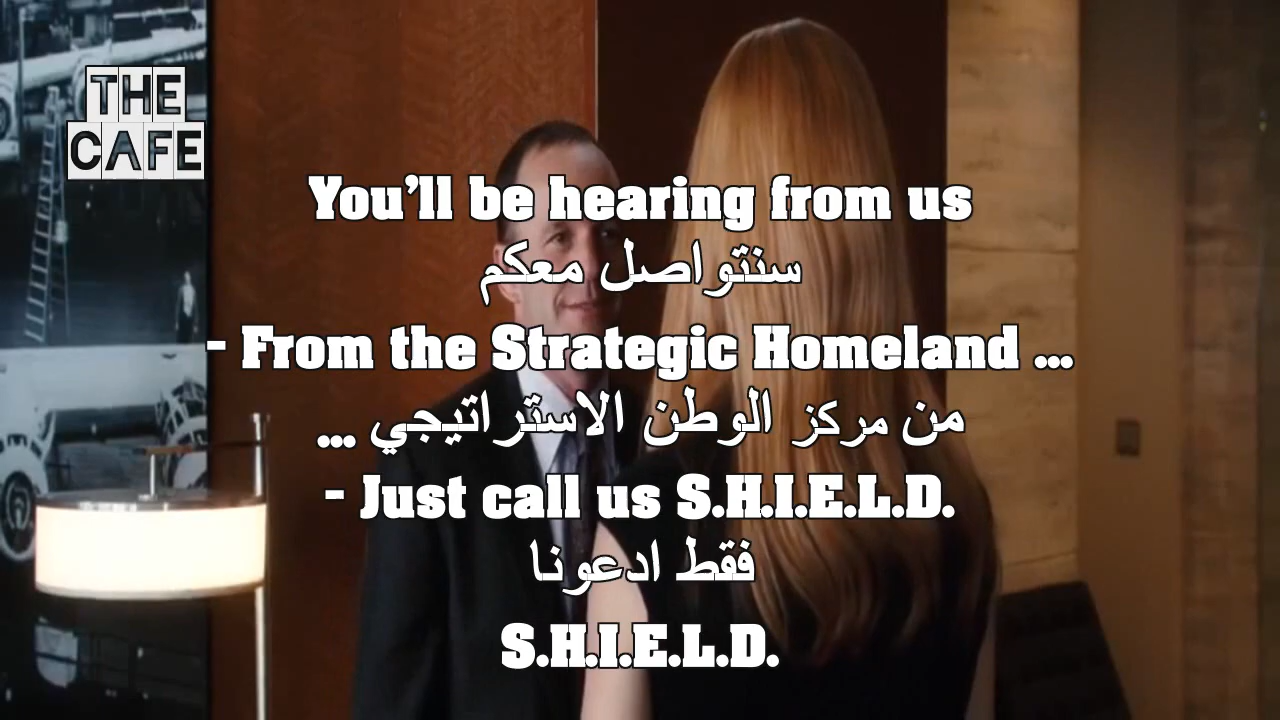 THE
CAFE
You'll be hearing from us
سنتواصل معكم
- From the Strategic Homeland ...
من مركز الوطن الاستراتيجي ...
- Just call us S.H.I.E.L.D.
فقط ادعونا
S.H.I.E.L.D.